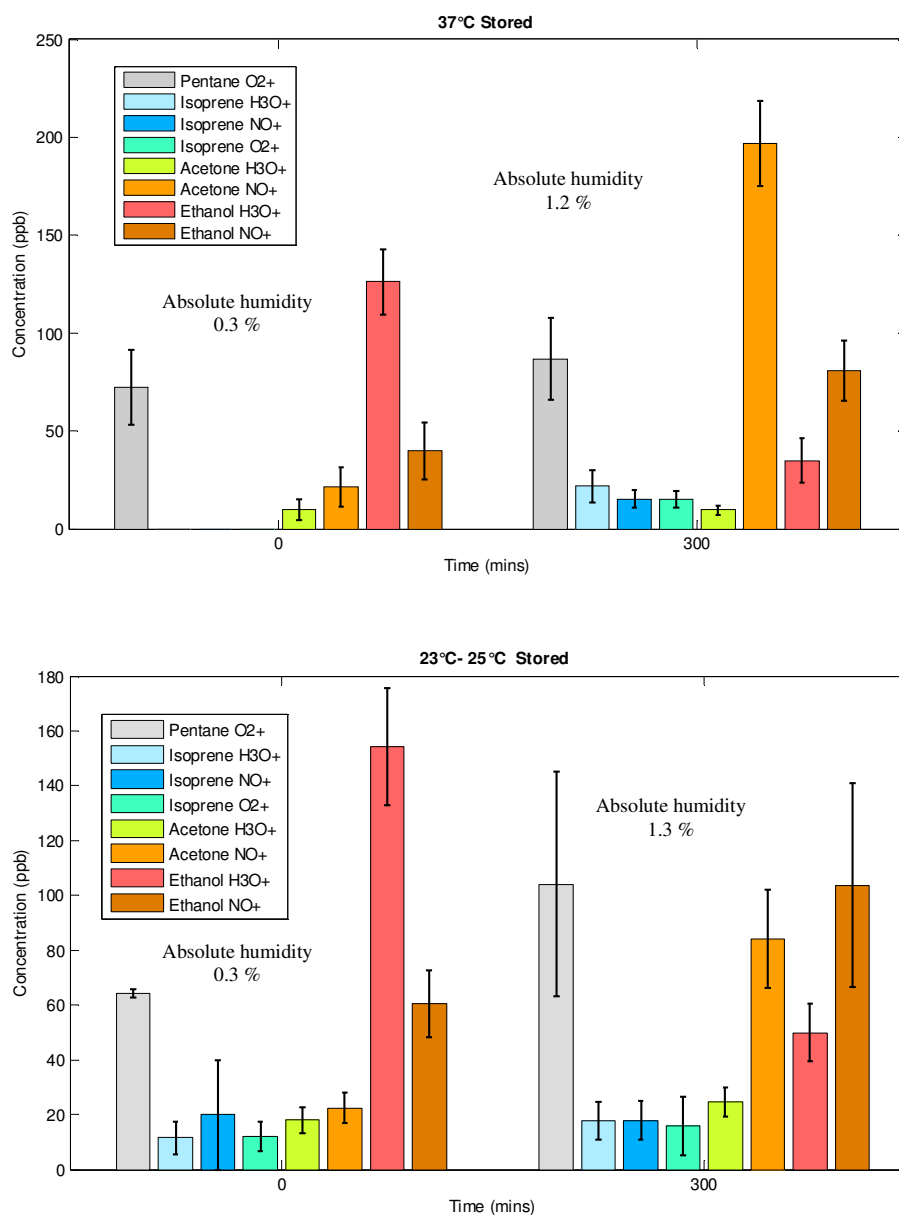 37°C Stored
250
200
150
100
50
0
Concentration (ppb)
Pentane O2+
Isoprene H3O+
Isoprene NO+
Isoprene O2+
Acetone H3O+
Acetone NO+
Ethanol H3O+
Ethanol NO+
Absolute humidity
0.3 %
Absolute humidity
1.2 %
0
300
Time (mins)
23°C- 25°C Stored
180
160
140
120
100
80
60
40
20
0
Concentration (ppb)
Pentane O2+
Isoprene H3O+
Isoprene NO+
Isoprene O2+
Acetone H3O+
Acetone NO+
Ethanol H3O+
Ethanol NO+
Absolute humidity
0.3 %
Absolute humidity
1.3 %
0
300
Time (mins)